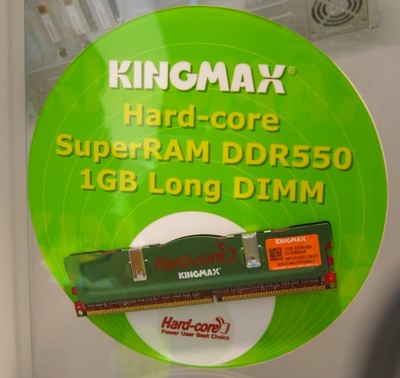 KINGMAX®
Hard-core
SuperRAM DDR550
1GB Long DIMM
Hard-core
KINGMAX
KINGMAX
Hard-core
Power User Best Choice